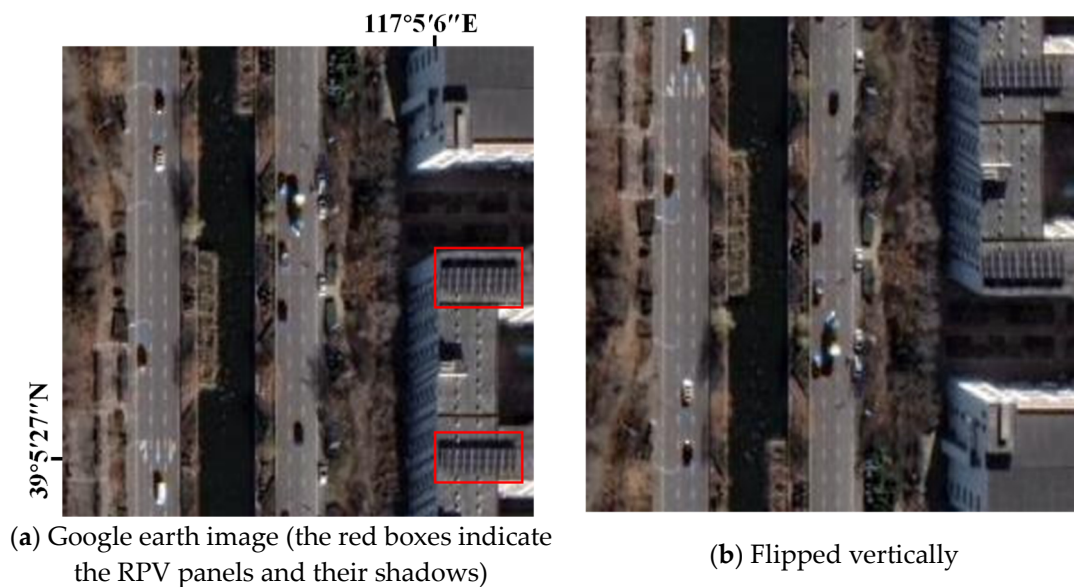 117°5′6″E
39°5′27″N
(a) Google earth image (the red boxes indicate
the RPV panels and their shadows)
(b) Flipped vertically